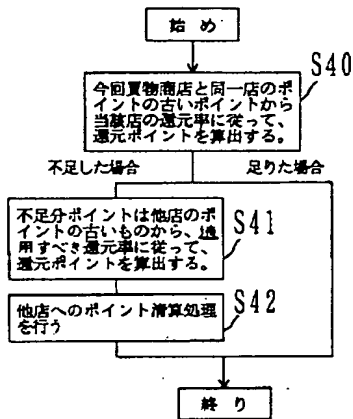 始め
S40
今回買物商店と同一店のポ
イントの古いポイントから
当該店の還元率に従って、
還元ポイントを算出する。
不足した場合
足りた場合
不足分ポイントは他店のポ
イントの古いものから、適
用すべき還元率に従って、
還元ポイントを算出する。
S41
他店へのポイント清算処理
を行う
S42
終り